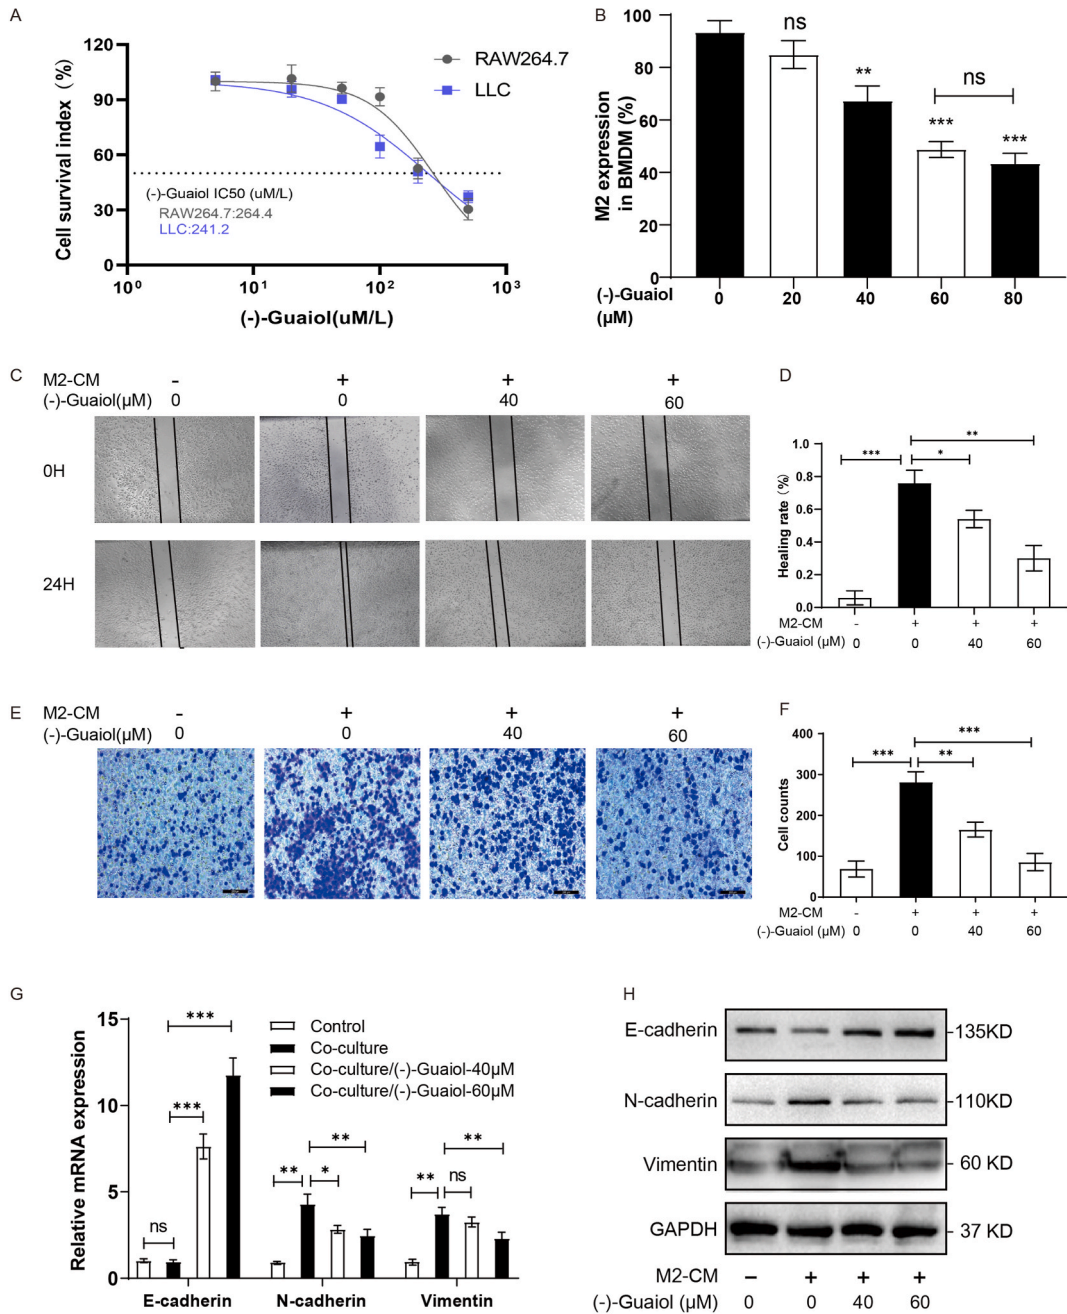 A
120
90
60
30
0
Cell survival index (%)
RAW264.7
LLC
(-)-Guaiol IC50 (uM/L)
RAW264.7:264.4
LLC:241.2
10⁰ 10¹ 10² 10³
(-)-Guaiol(uM/L)
B
100
80
60
40
20
0
M2 expression
in BMDM (%)
ns
**
***
ns
***
(-)-Guaiol
(μM)
0 20 40 60 80
C
M2-CM - + + +
(-)-Guaiol(μM) 0 0 40 60
0H
24H
D
1.0
0.8
0.6
0.4
0.2
0.0
Healing rate (%)
**
*** *
M2-CM - + + +
(-)-Guaiol (μM) 0 0 40 60
E
M2-CM - + + +
(-)-Guaiol(μM) 0 0 40 60
F
400
300
200
100
0
Cell counts
***
*** **
M2-CM - + + +
(-)-Guaiol (μM) 0 0 40 60
G
15
10
5
0
Relative mRNA expression
Control
Co-culture
Co-culture/(-)-Guaiol-40μM
Co-culture/(-)-Guaiol-60μM
***
***
ns
**
** *
**
** ns
E-cadherin N-cadherin Vimentin
H
E-cadherin -135KD
N-cadherin -110KD
Vimentin - 60 KD
GAPDH - 37 KD
M2-CM − + + +
(-)-Guaiol (μM) 0 0 40 60